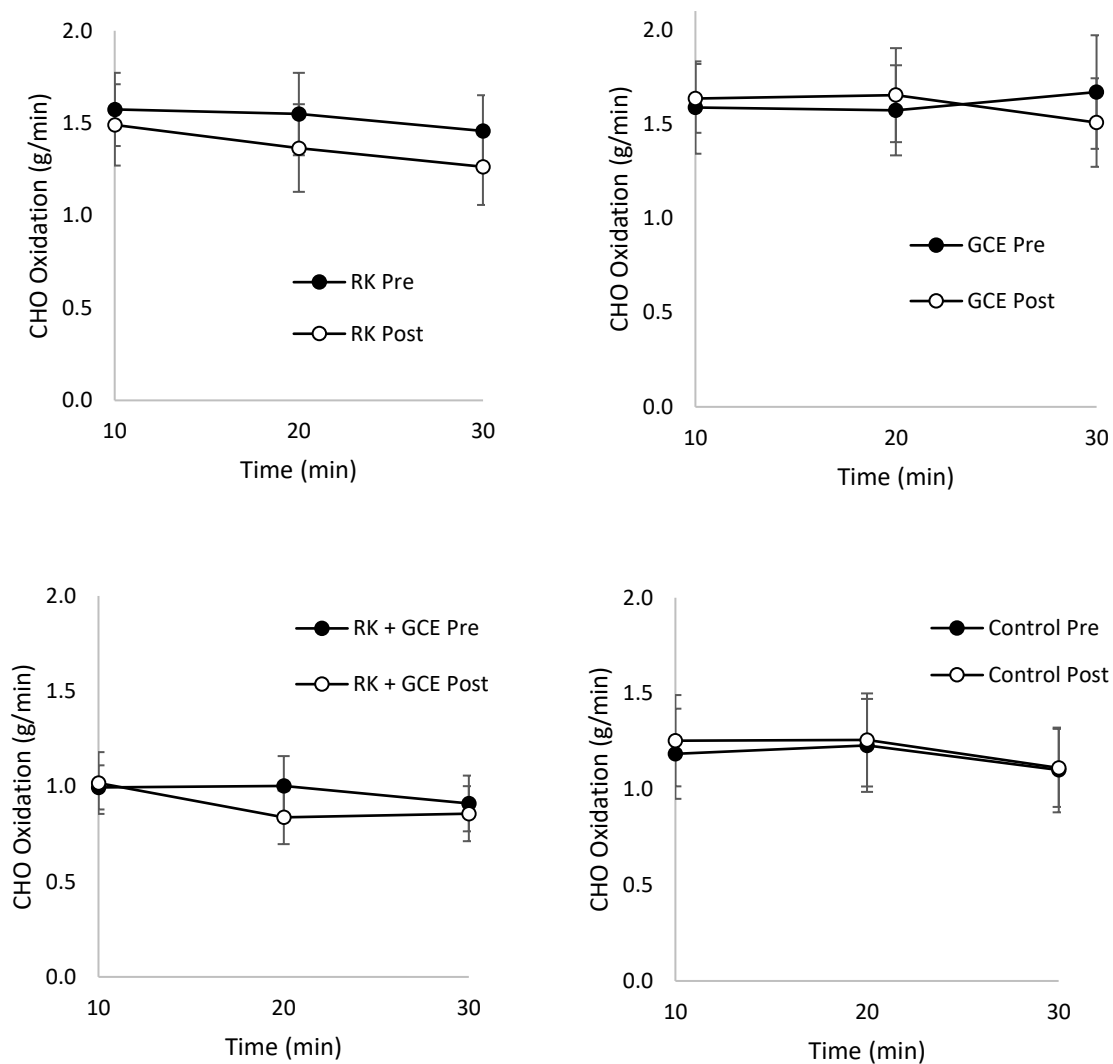 2.0
1.5
1.0
0.5
0.0
CHO Oxidation (g/min)
RK Pre
RK Post
10 20 30
Time (min)
2.0
1.5
1.0
0.5
0.0
CHO Oxidation (g/min)
GCE Pre
GCE Post
10 20 30
Time (min)
2.0
1.5
1.0
0.5
0.0
CHO Oxidation (g/min)
RK + GCE Pre
RK + GCE Post
10 20 30
Time (min)
2.0
1.5
1.0
0.5
0.0
CHO Oxidation (g/min)
Control Pre
Control Post
10 20 30
Time (min)